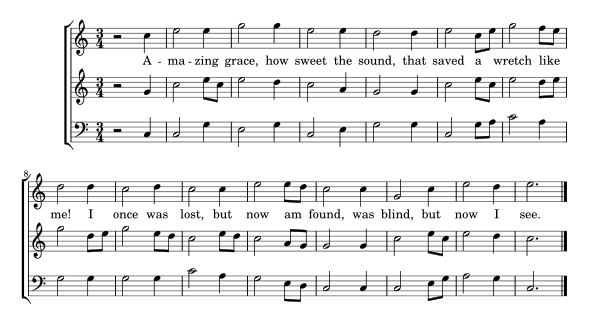 A - ma - zing grace, how sweet the sound, that saved a wretch like
8
me! I once was lost, but now am found, was blind, but now I see.